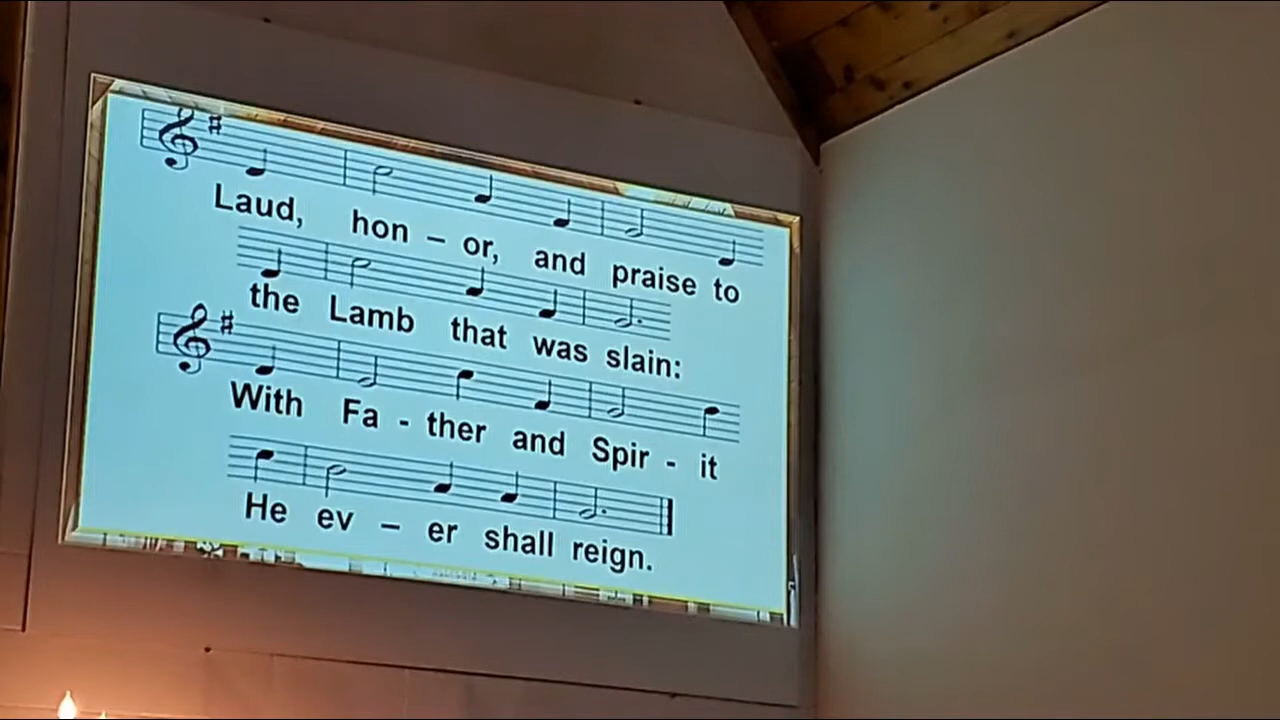 Laud, hon – or, and praise to
the Lamb that was slain:
With Fa - ther and Spir - it
He ev – er shall reign.